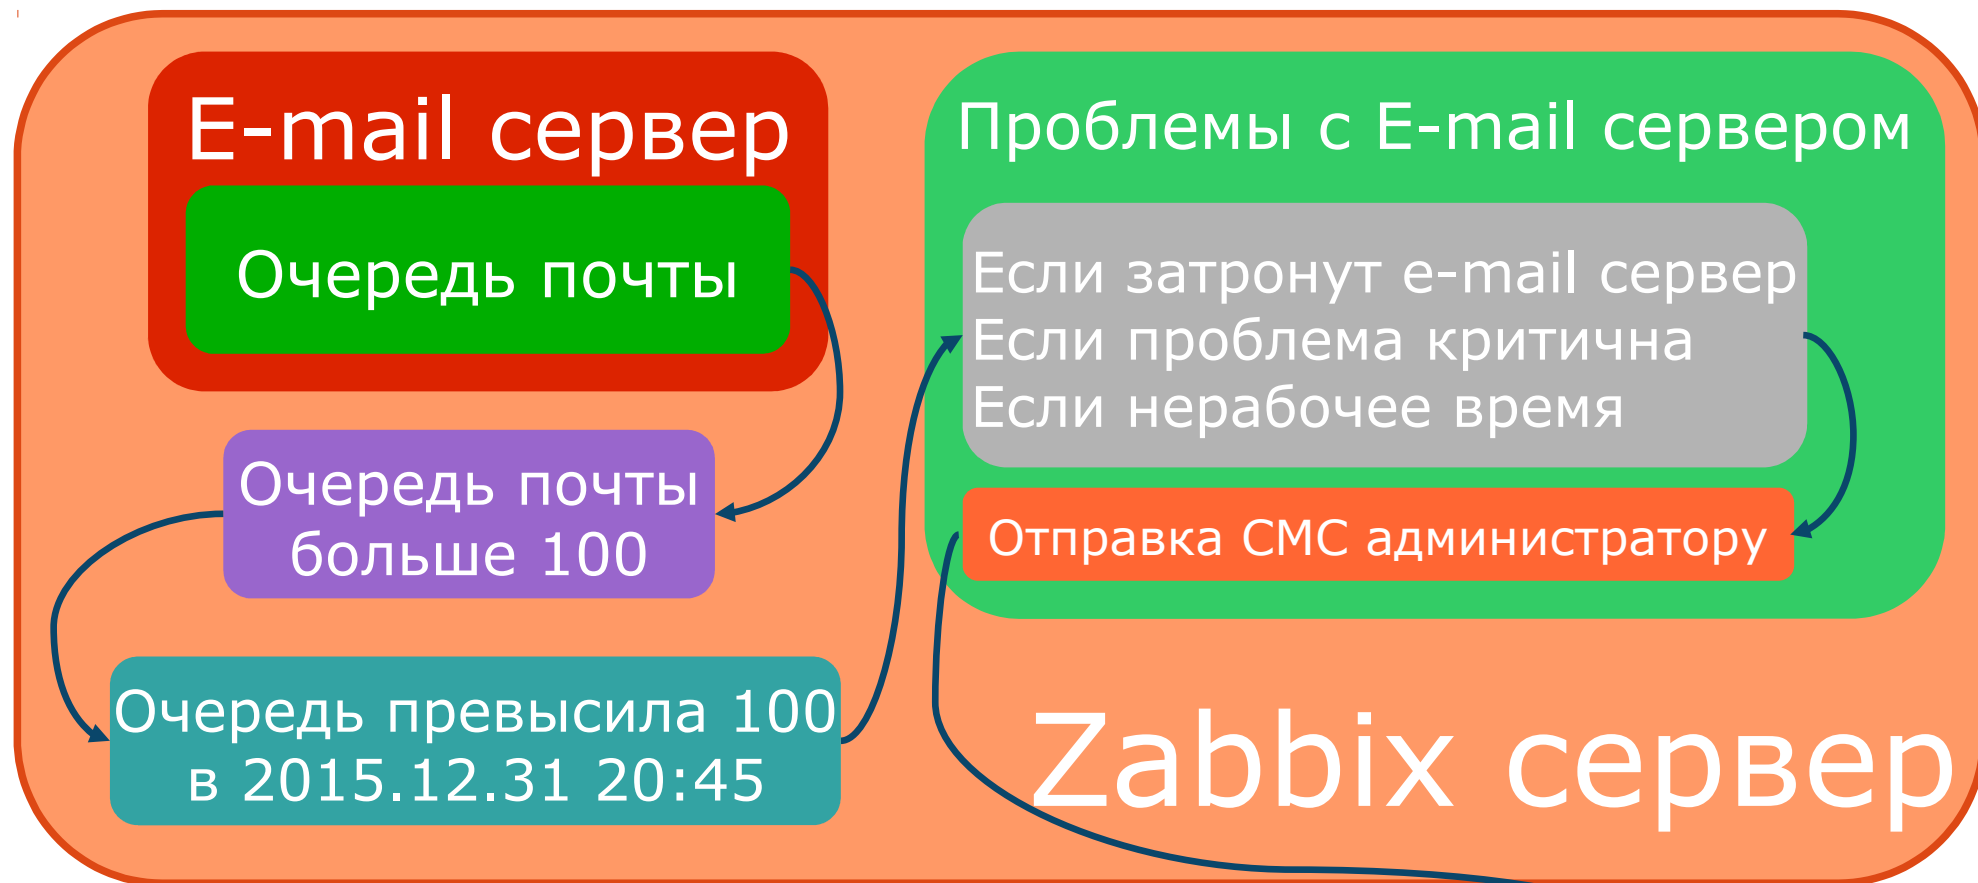 E-mail сервер
Очередь почты
Очередь почты
больше 100
Очередь превысила 100
в 2015.12.31 20:45
Проблемы с E-mail сервером
Если затронут e-mail сервер
Если проблема критична
Если нерабочее время
Отправка СМС администратору
Zabbix сервер